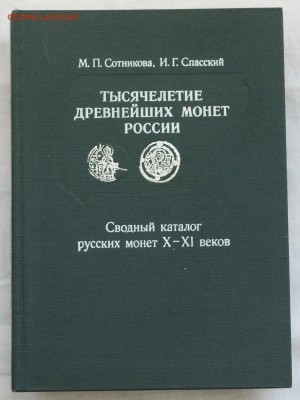 М. П. Сотникова, И. Г. Спасский
ТЫСЯЧЕЛЕТИЕ
ДРЕВНЕЙШИХ МОНЕТ
РОССИИ
Сводный каталог
русских монет X–XI веков